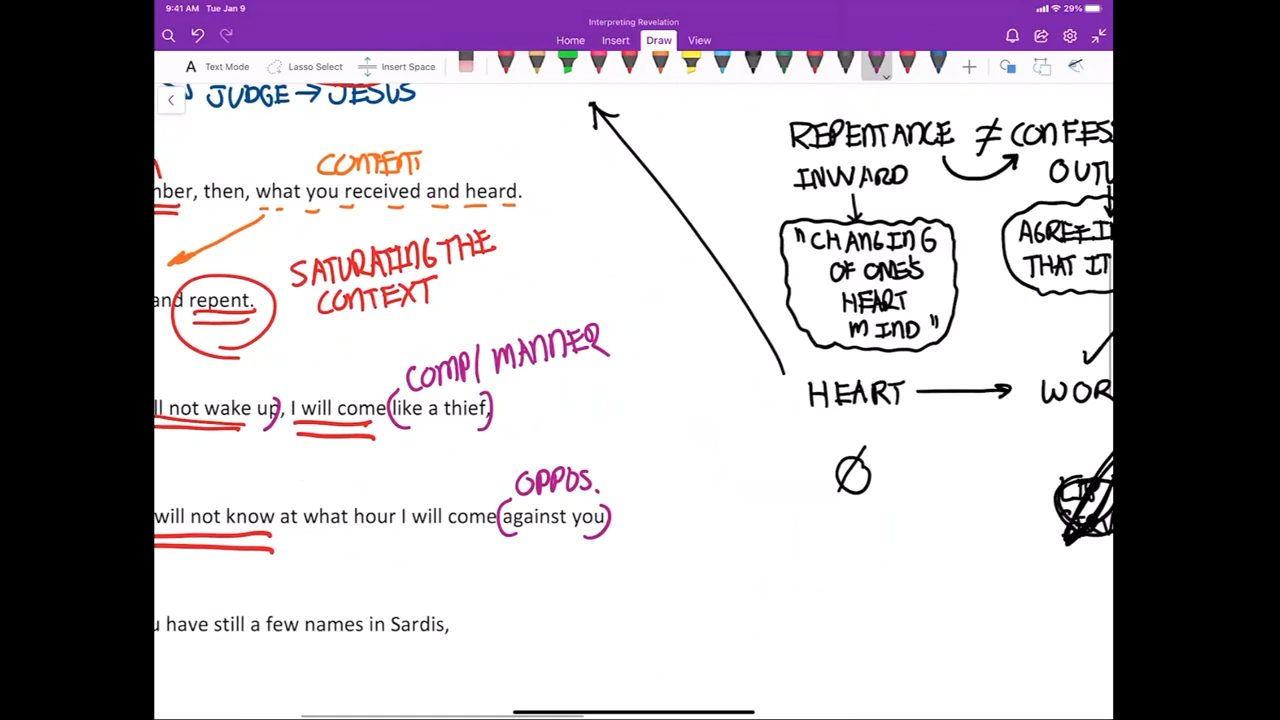 9:41 AM Tue Jan 9
29%
Interpreting Revelation
Home Insert Draw View
A Text Mode Lasso Select Insert Space
JUDGE → JESUS
CONTENT
nber, then, what you received and heard.
SATURATING THE
CONTEXT
and repent.
COMP/ MANNER
ll not wake up), I will come (like a thief,)
OPPOS.
will not know at what hour I will come (against you)
u have still a few names in Sardis,
REPENTANCE ≠ CONFES
INWARD OUTW
"CHANGING
OF ONE'S
HEART
MIND"
AGREEI
THAT IT
HEART → WOR
Ø